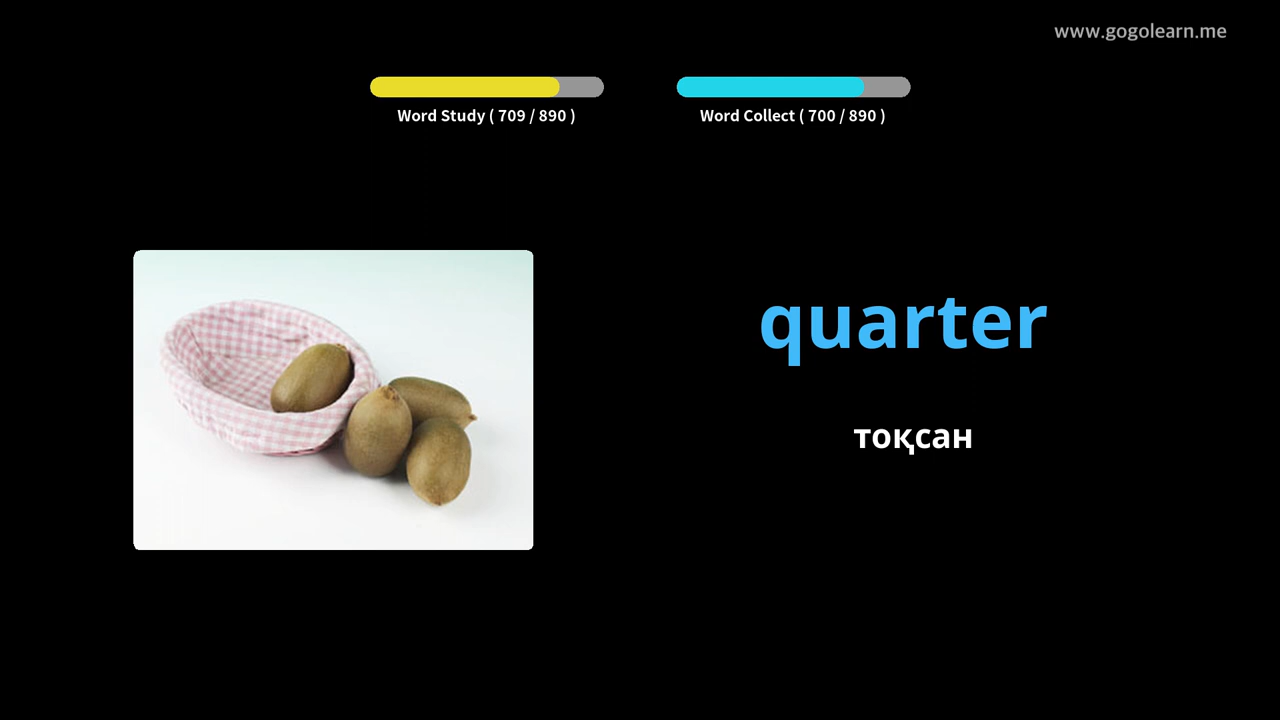 www.gogolearn.me
Word Study ( 709 / 890 )
Word Collect ( 700 / 890 )
quarter
тоқсан